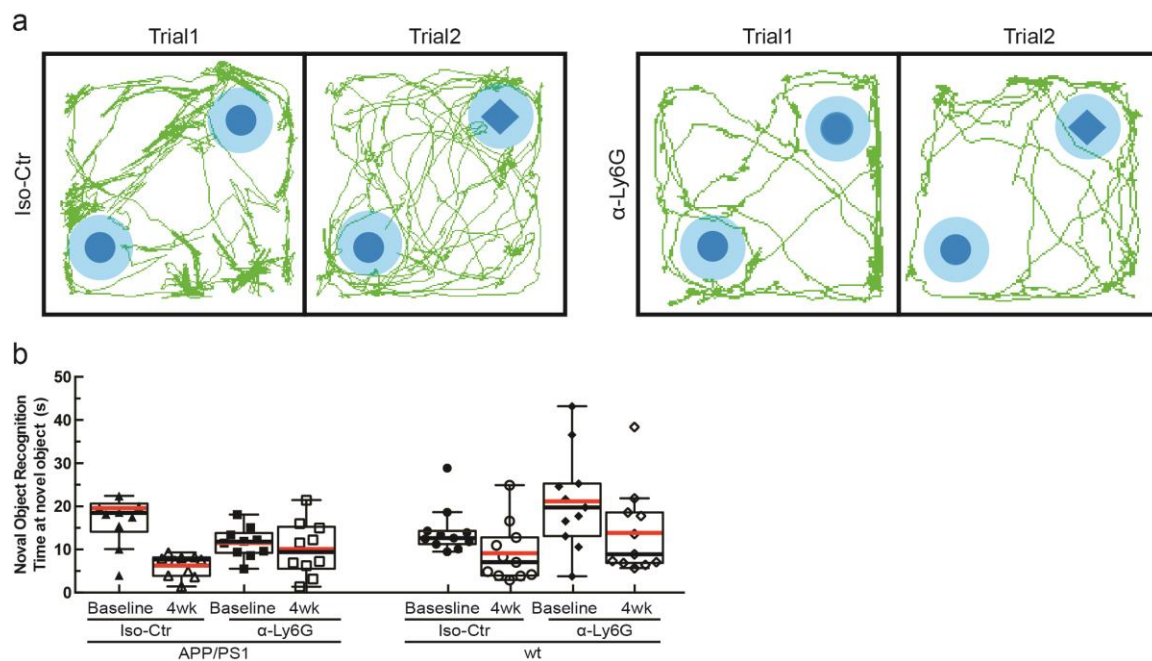 a
Trial1 Trial2 Trial1 Trial2
Iso-Ctr
α-Ly6G
b
Noval Object Recognition
Time at novel object (s)
50
40
30
20
10
0
Baseline 4wk Baseline 4wk Basesline 4wk Baseline 4wk
Iso-Ctr α-Ly6G Iso-Ctr α-Ly6G
APP/PS1 wt